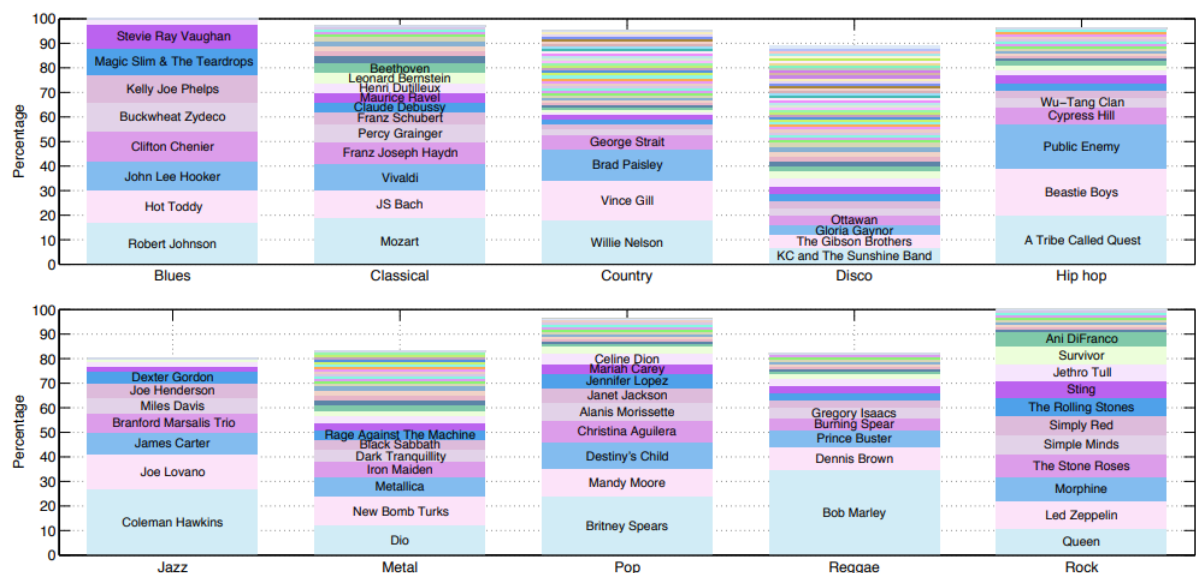 Percentage
100
90
80
70
60
50
40
30
20
10
0
Stevie Ray Vaughan
Magic Slim & The Teardrops
Kelly Joe Phelps
Buckwheat Zydeco
Clifton Chenier
John Lee Hooker
Hot Toddy
Robert Johnson
Blues
Beethoven
Leonard Bernstein
Henri Dutilleux
Maurice Ravel
Claude Debussy
Franz Schubert
Percy Grainger
Franz Joseph Haydn
Vivaldi
JS Bach
Mozart
Classical
George Strait
Brad Paisley
Vince Gill
Willie Nelson
Country
Ottawan
Gloria Gaynor
The Gibson Brothers
KC and The Sunshine Band
Disco
Wu−Tang Clan
Cypress Hill
Public Enemy
Beastie Boys
A Tribe Called Quest
Hip hop
Percentage
100
90
80
70
60
50
40
30
20
10
0
Dexter Gordon
Joe Henderson
Miles Davis
Branford Marsalis Trio
James Carter
Joe Lovano
Coleman Hawkins
Jazz
Rage Against The Machine
Black Sabbath
Dark Tranquillity
Iron Maiden
Metallica
New Bomb Turks
Dio
Metal
Celine Dion
Mariah Carey
Jennifer Lopez
Janet Jackson
Alanis Morissette
Christina Aguilera
Destiny's Child
Mandy Moore
Britney Spears
Pop
Gregory Isaacs
Burning Spear
Prince Buster
Dennis Brown
Bob Marley
Reggae
Ani DiFranco
Survivor
Jethro Tull
Sting
The Rolling Stones
Simply Red
Simple Minds
The Stone Roses
Morphine
Led Zeppelin
Queen
Rock